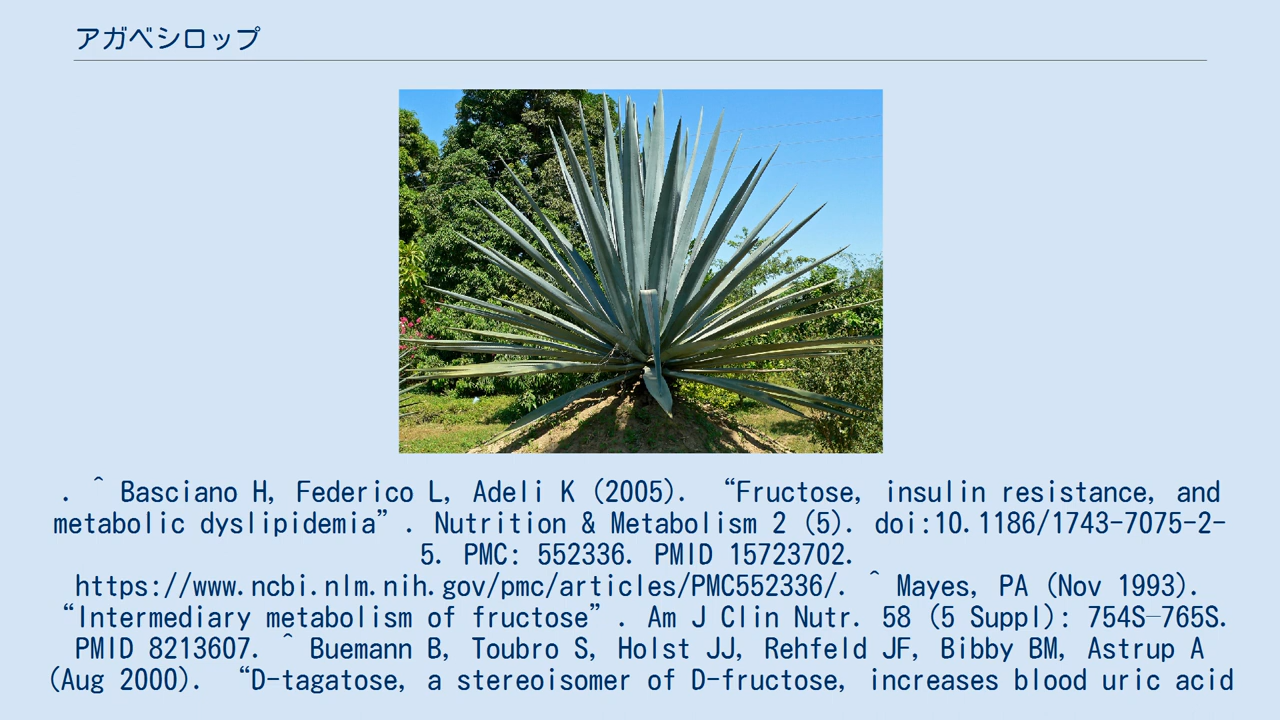 アガベシロップ
. ^ Basciano H, Federico L, Adeli K (2005). “Fructose, insulin resistance, and
metabolic dyslipidemia”. Nutrition & Metabolism 2 (5). doi:10.1186/1743-7075-2-
5. PMC: 552336. PMID 15723702.
https://www.ncbi.nlm.nih.gov/pmc/articles/PMC552336/. ^ Mayes, PA (Nov 1993).
“Intermediary metabolism of fructose”. Am J Clin Nutr. 58 (5 Suppl): 754S–765S.
PMID 8213607. ^ Buemann B, Toubro S, Holst JJ, Rehfeld JF, Bibby BM, Astrup A
(Aug 2000). “D-tagatose, a stereoisomer of D-fructose, increases blood uric acid